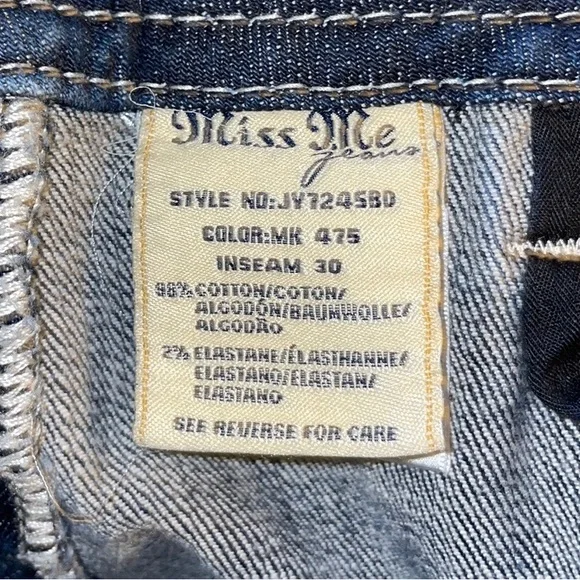 Miss Me
jeans
STYLE NO:JY7245BD
COLOR:MK 475
INSEAM 30
98% COTTON/COTON/
ALGODÓN/BAUMWOLLE/
ALGODÃO
2% ELASTANE/ÉLASTHANNE/
ELASTANO/ELASTAN/
ELASTANO
SEE REVERSE FOR CARE